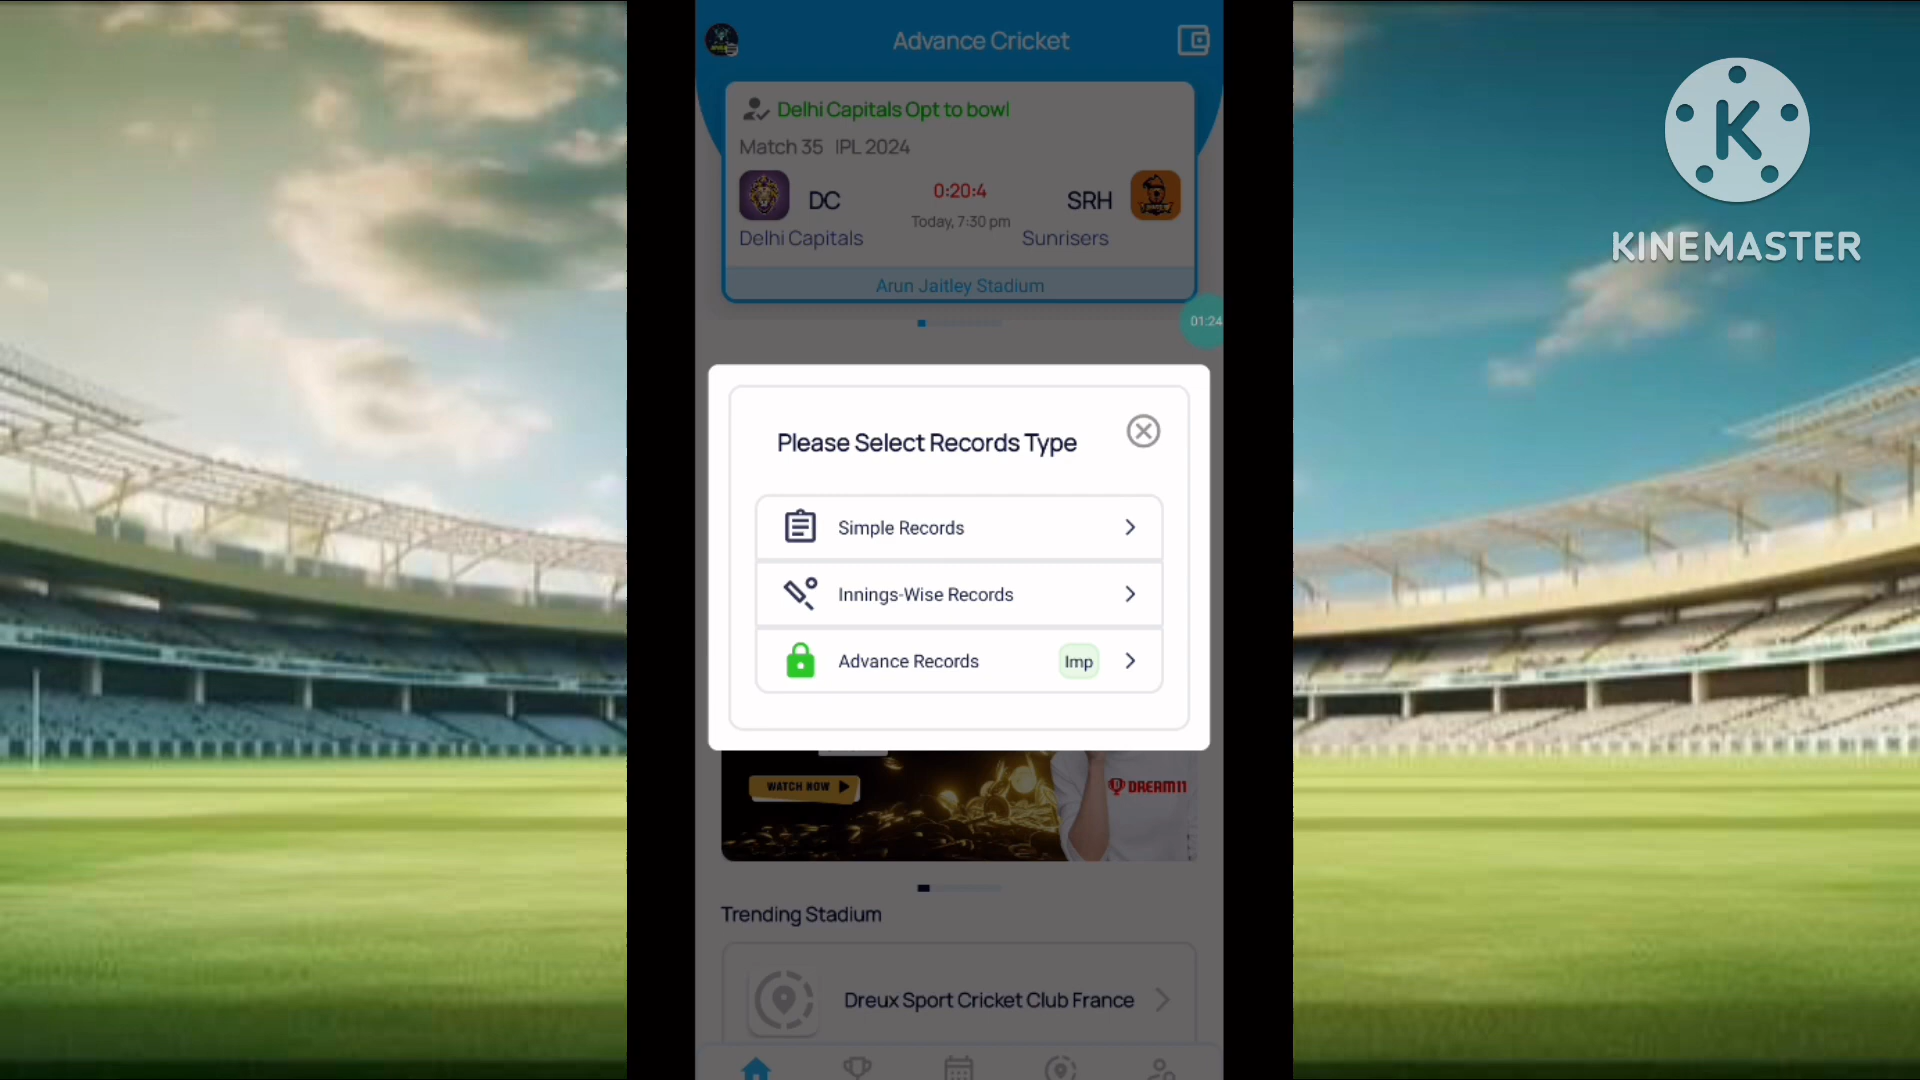 Advance Cricket
Delhi Capitals Opt to bowl
Match 35 IPL 2024
DC
0:20:4
SRH
Today, 7:30 pm
Delhi Capitals
Sunrisers
Arun Jaitley Stadium
01:24
Please Select Records Type
Simple Records
Innings-Wise Records
Advance Records
Imp
WATCH NOW
DREAM11
Trending Stadium
Dreux Sport Cricket Club France
K
KINEMASTER